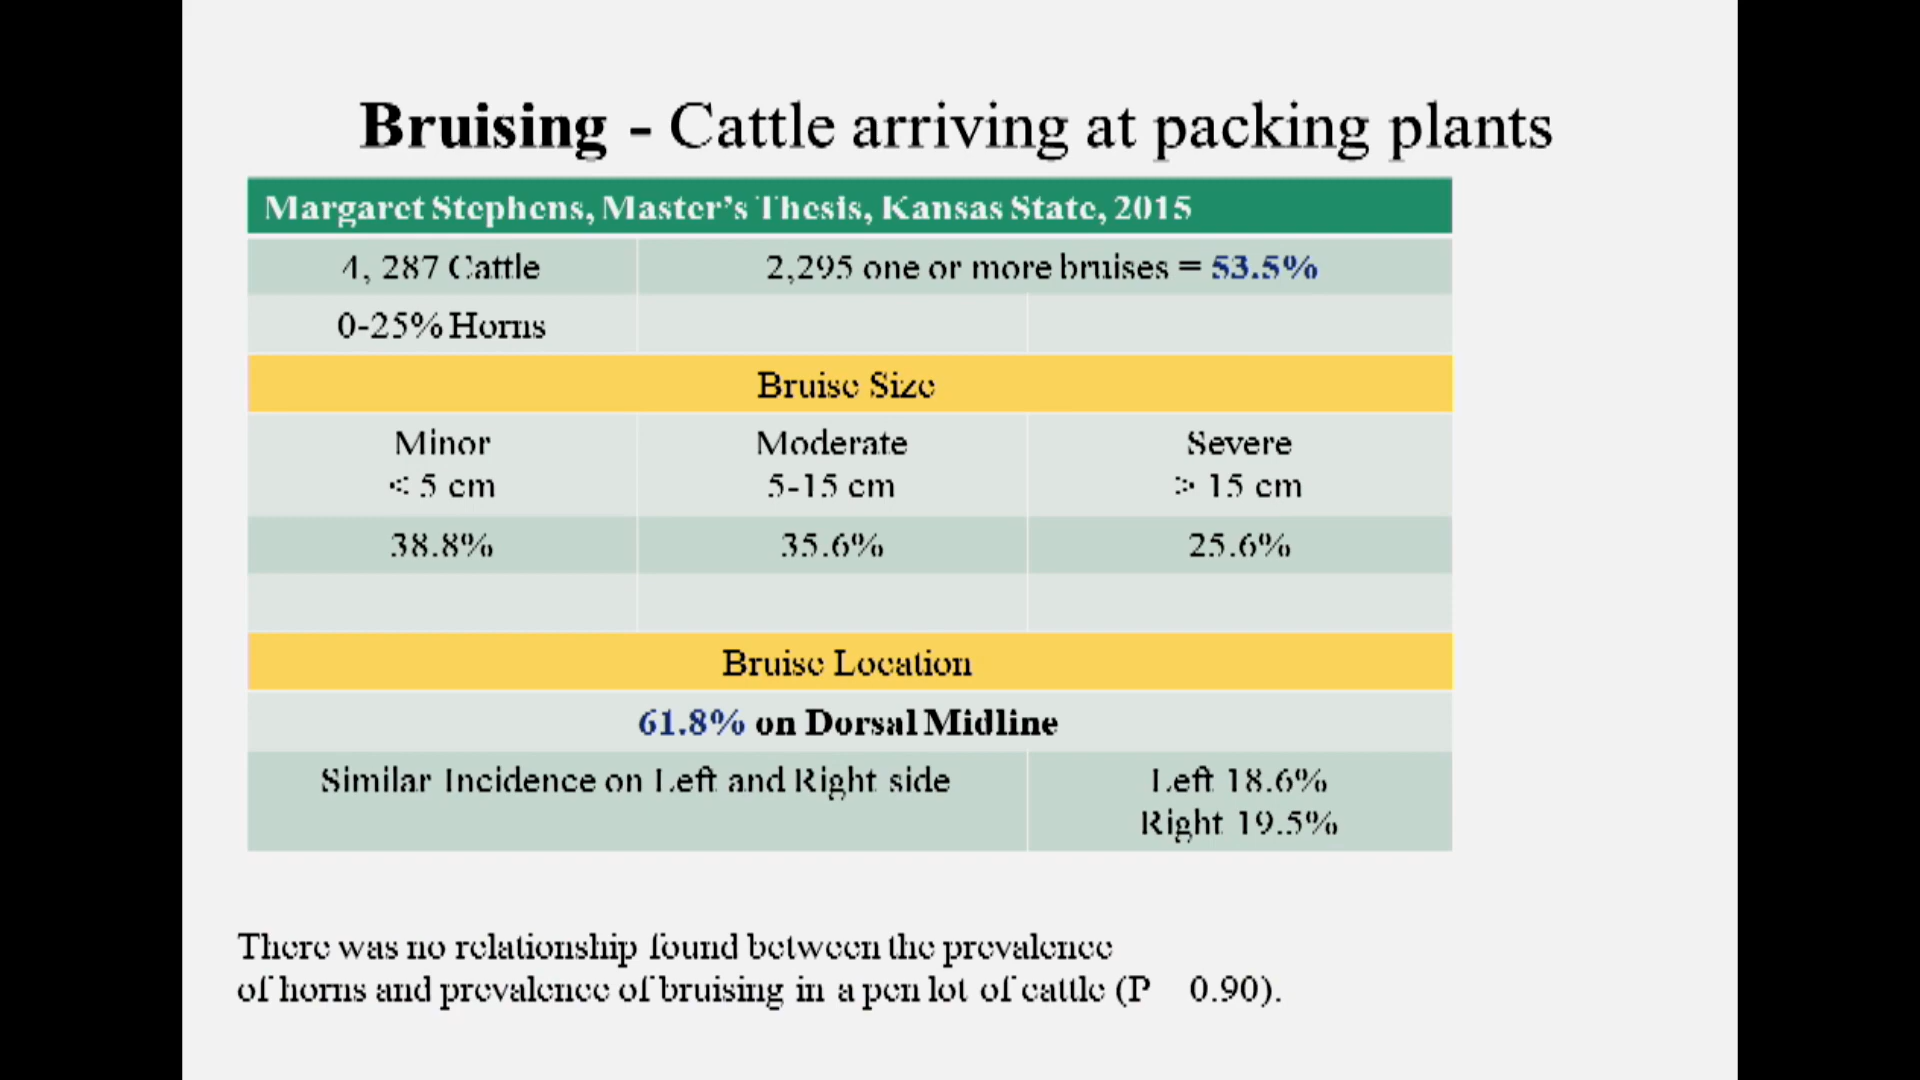 Bruising - Cattle arriving at packing plants
Margaret Stephens, Master's Thesis, Kansas State, 2015
4, 287 Cattle
2,295 one or more bruises = 53.5%
0-25% Horns
Bruise Size
Minor
< 5 cm
Moderate
5-15 cm
Severe
> 15 cm
38.8%
35.6%
25.6%
Bruise Location
61.8% on Dorsal Midline
Similar Incidence on Left and Right side
Left 18.6%
Right 19.5%
There was no relationship found between the prevalence
of horns and prevalence of bruising in a pen lot of cattle (P 0.90).